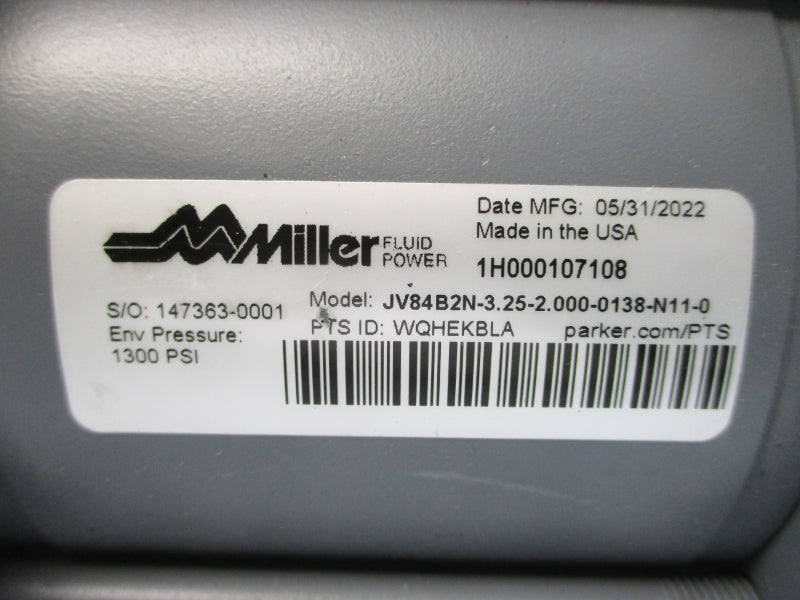 Miller FLUID POWER
Date MFG: 05/31/2022
Made in the USA
1H000107108
S/O: 147363-0001
Model: JV84B2N-3.25-2.000-0138-N11-0
Env Pressure:
1300 PSI
PTS ID: WQHEKBLA parker.com/PTS